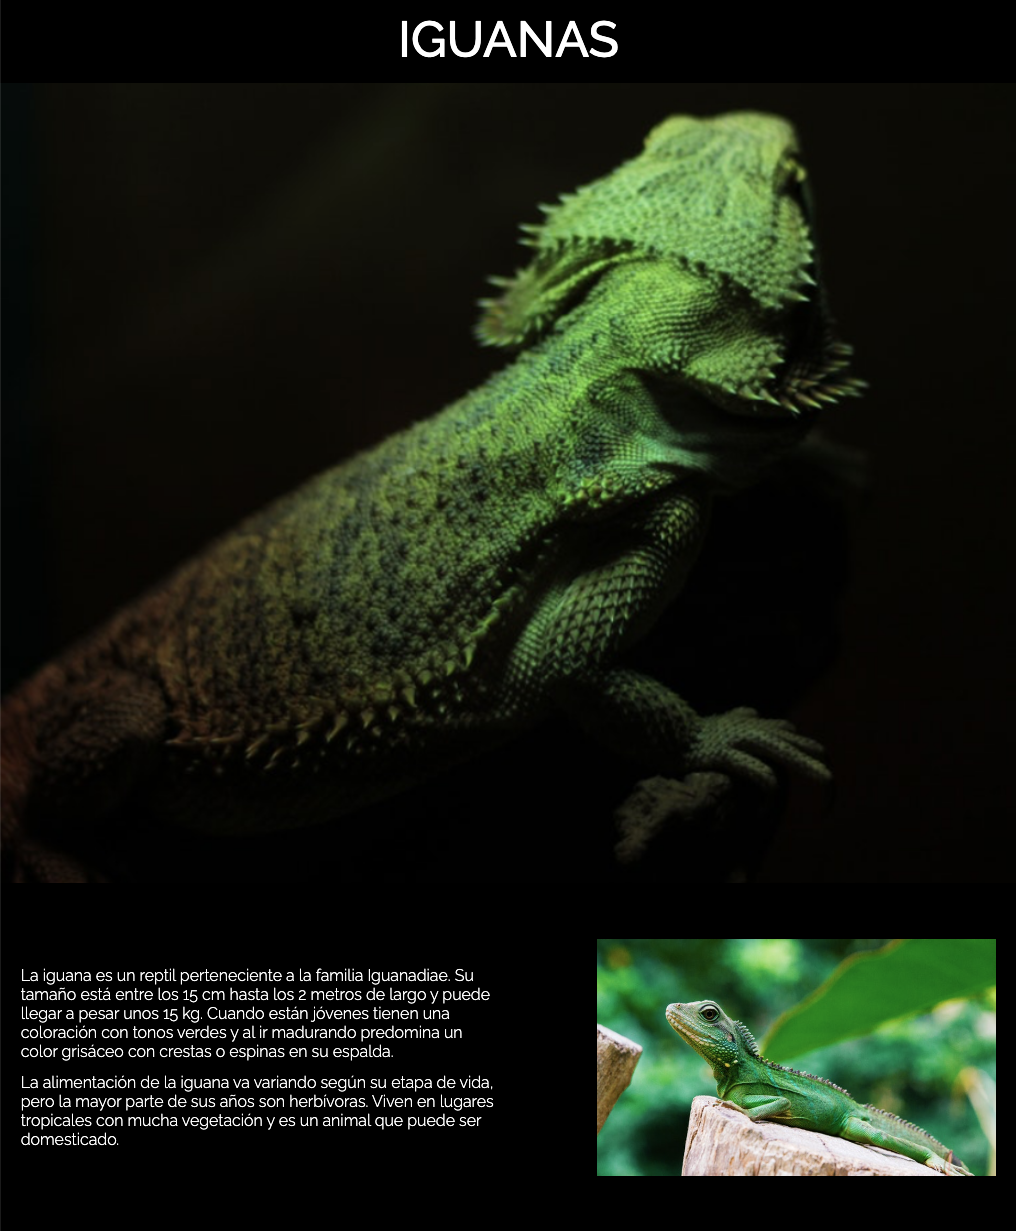 IGUANAS
La iguana es un reptil perteneciente a la familia Iguanadiae. Su
tamaño está entre los 15 cm hasta los 2 metros de largo y puede
llegar a pesar unos 15 kg. Cuando están jóvenes tienen una
coloración con tonos verdes y al ir madurando predomina un
color grisáceo con crestas o espinas en su espalda.
La alimentación de la iguana va variando según su etapa de vida,
pero la mayor parte de sus años son herbívoras. Viven en lugares
tropicales con mucha vegetación y es un animal que puede ser
domesticado.